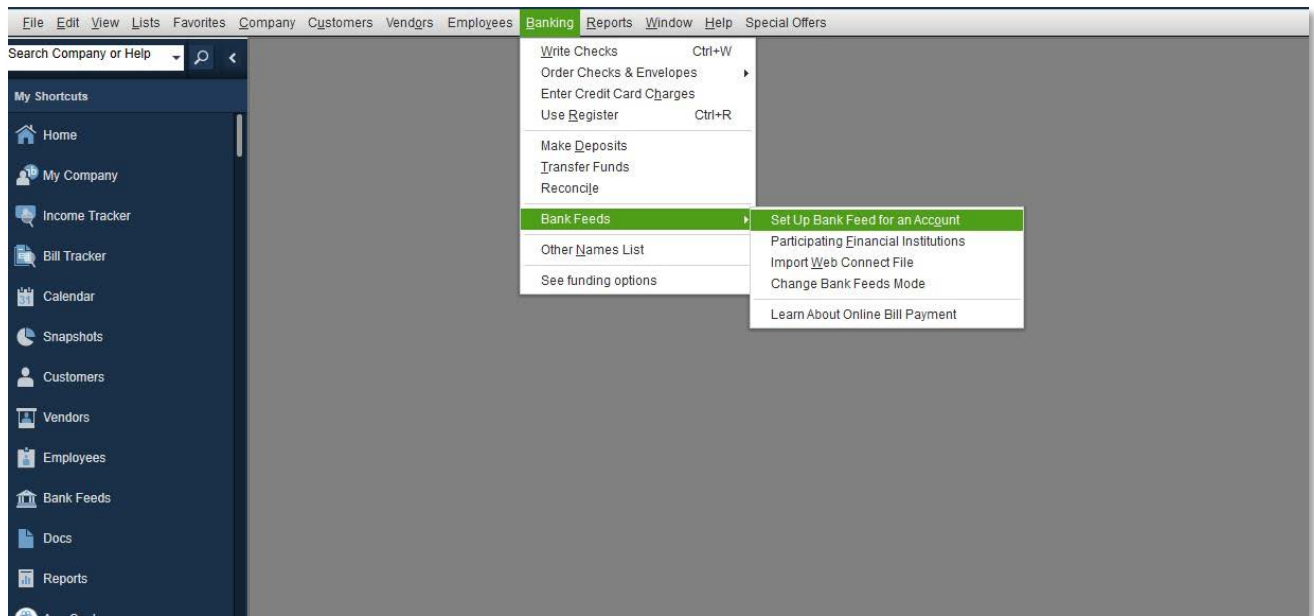 File Edit View Lists Favorites Company Customers Vendors Employees Banking Reports Window Help Special Offers
Search Company or Help
My Shortcuts
Home
My Company
Income Tracker
Bill Tracker
Calendar
Snapshots
Customers
Vendors
Employees
Bank Feeds
Docs
Reports
Write Checks Ctrl+W
Order Checks & Envelopes
Enter Credit Card Charges
Use Register Ctrl+R
Make Deposits
Transfer Funds
Reconcile
Bank Feeds
Other Names List
See funding options
Set Up Bank Feed for an Account
Participating Financial Institutions
Import Web Connect File
Change Bank Feeds Mode
Learn About Online Bill Payment